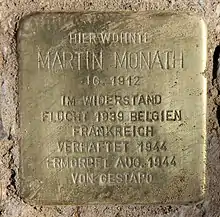 HIER WOHNTE
MARTIN MONATH
JG. 1912
IM WIDERSTAND
FLUCHT 1939 BELGIEN
FRANKREICH
VERHAFTET 1944
ERMORDET AUG. 1944
VON GESTAPO